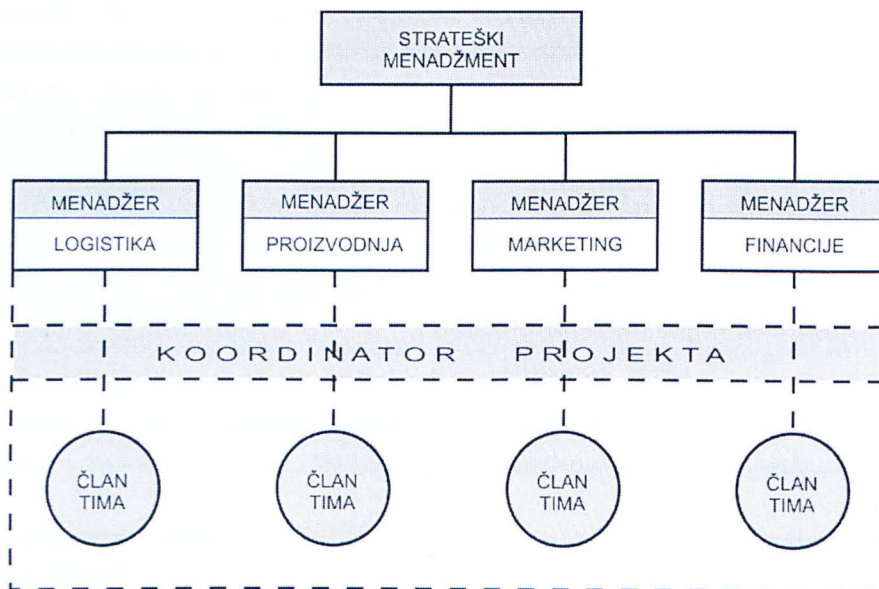 STRATEŠKI
MENADŽMENT
MENADŽER
LOGISTIKA
MENADŽER
PROIZVODNJA
MENADŽER
MARKETING
MENADŽER
FINANCIJE
KOORDINATOR PROJEKTA
ČLAN
TIMA
ČLAN
TIMA
ČLAN
TIMA
ČLAN
TIMA